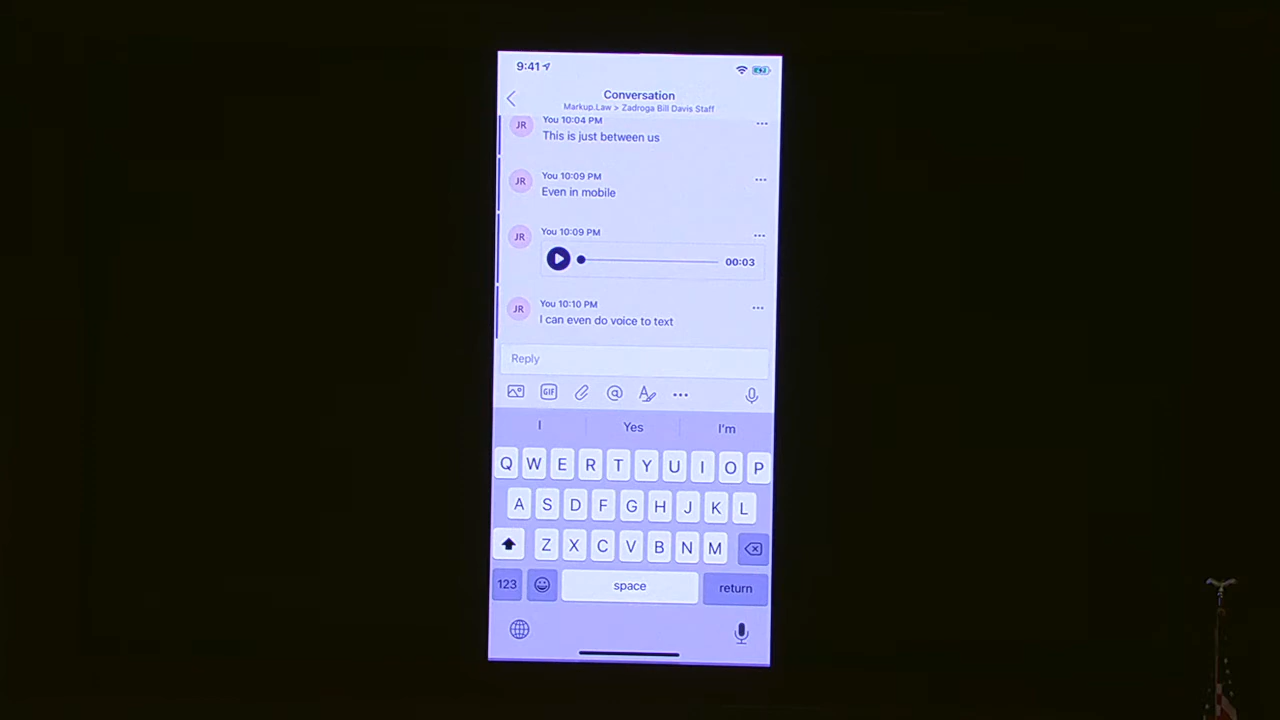 9:41
Conversation
Markup.Law > Zadroga Bill Davis Staff
JR You 10:04 PM
This is just between us
JR You 10:09 PM
Even in mobile
JR You 10:09 PM
00:03
JR You 10:10 PM
I can even do voice to text
Reply
GIF @ A
I Yes I'm
Q W E R T Y U I O P
A S D F G H J K L
Z X C V B N M
123 space return